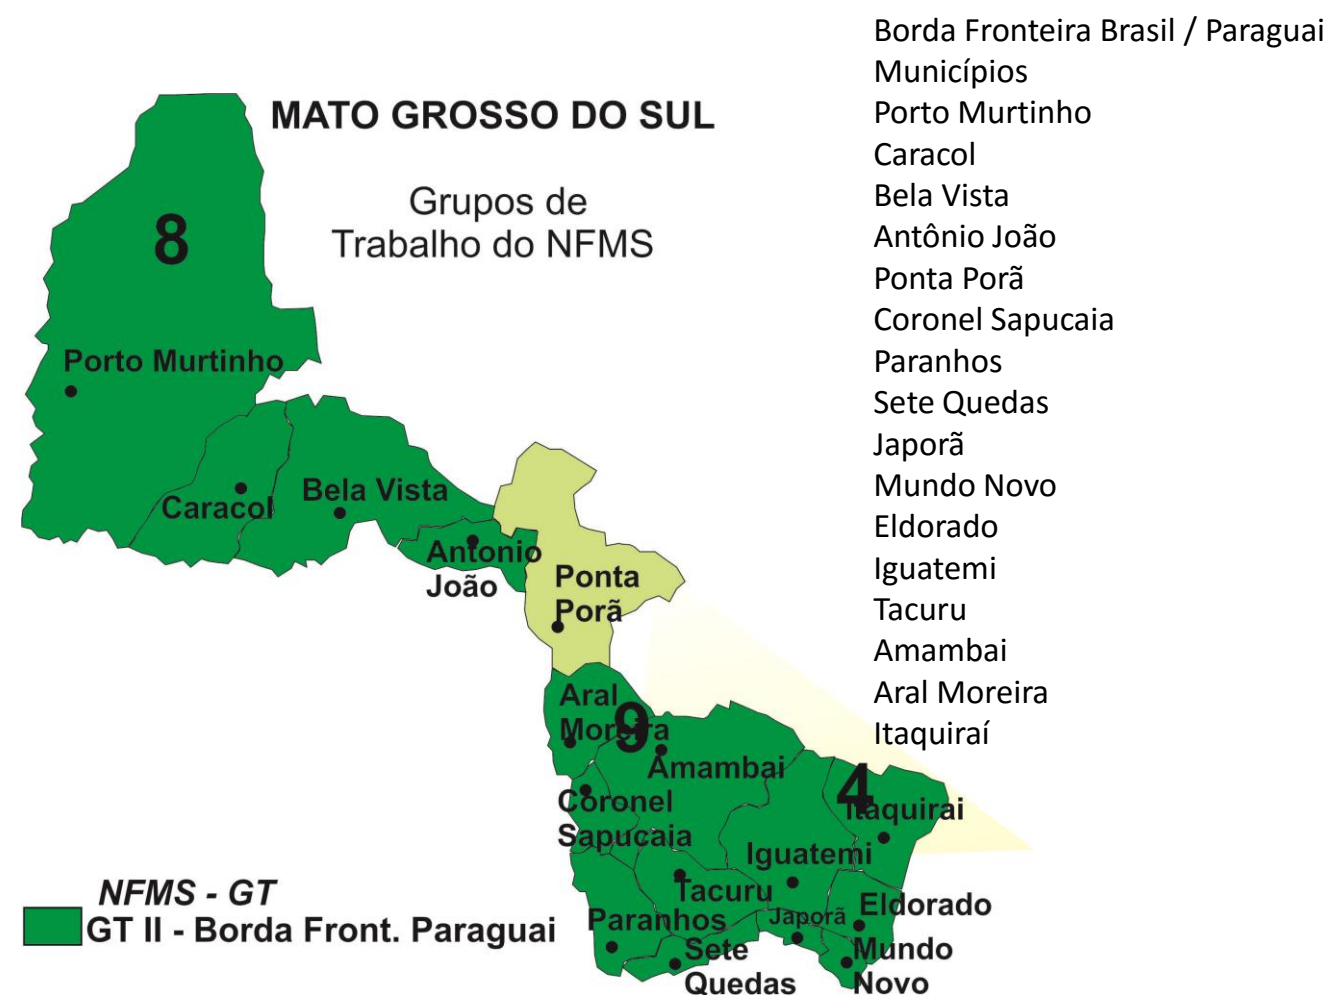 Borda Fronteira Brasil / Paraguai
Municípios
Porto Murtinho
Caracol
Bela Vista
Antônio João
Ponta Porã
Coronel Sapucaia
Paranhos
Sete Quedas
Japorã
Mundo Novo
Eldorado
Iguatemi
Tacuru
Amambai
Aral Moreira
Itaquiraí
MATO GROSSO DO SUL
Grupos de
Trabalho do NFMS
8
Porto Murtinho
Caracol
Bela Vista
Antonio
João
Ponta
Porã
Aral
Moreira
9
Amambai
Coronel
Sapucaia
4
Itaquirai
Iguatemi
Tacuru
Paranhos
Japorã
Eldorado
Sete
Quedas
Mundo
Novo
NFMS - GT
GT II - Borda Front. Paraguai